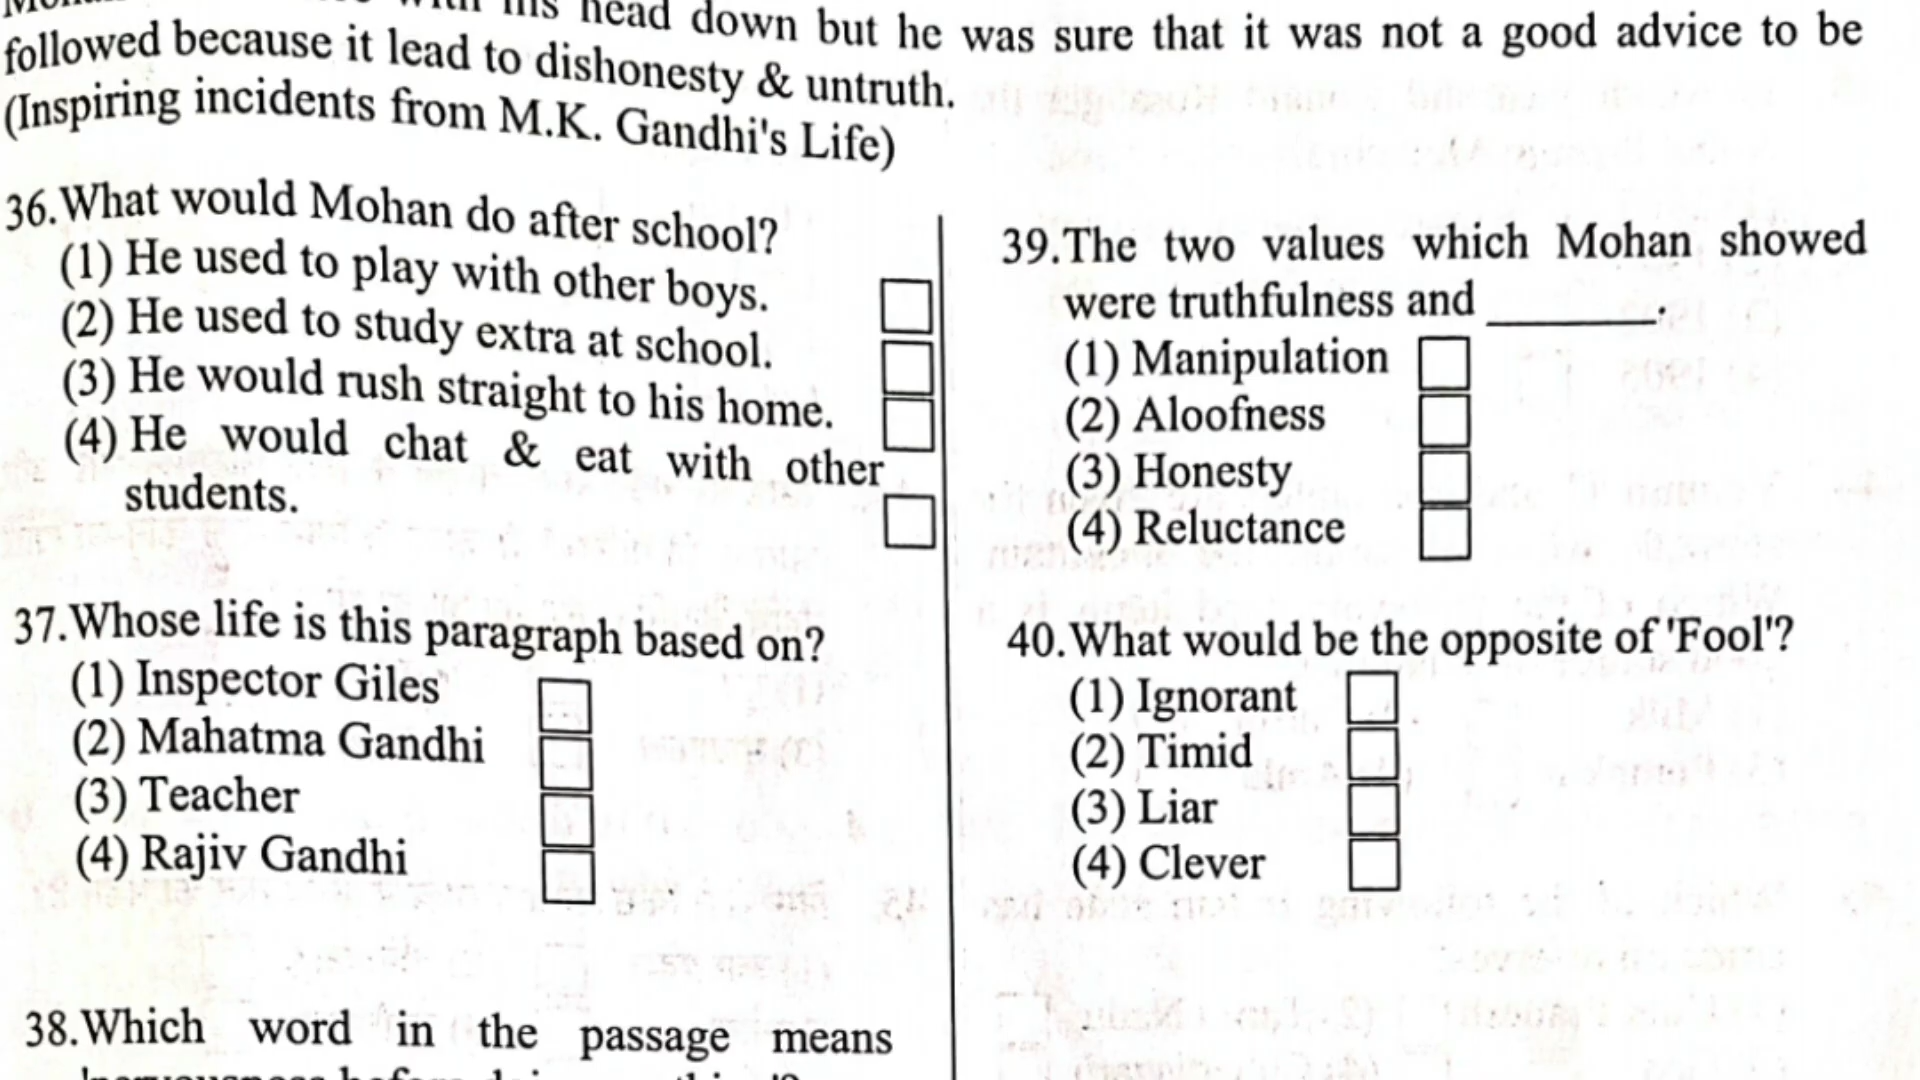 his head down but he was sure that it was not a good advice to be
followed because it lead to dishonesty & untruth.
(Inspiring incidents from M.K. Gandhi's Life)
36.What would Mohan do after school?
(1) He used to play with other boys.
(2) He used to study extra at school.
(3) He would rush straight to his home.
(4) He would chat & eat with other
students.
37.Whose life is this paragraph based on?
(1) Inspector Giles
(2) Mahatma Gandhi
(3) Teacher
(4) Rajiv Gandhi
38.Which word in the passage means
39.The two values which Mohan showed
were truthfulness and ________.
(1) Manipulation
(2) Aloofness
(3) Honesty
(4) Reluctance
40.What would be the opposite of 'Fool'?
(1) Ignorant
(2) Timid
(3) Liar
(4) Clever